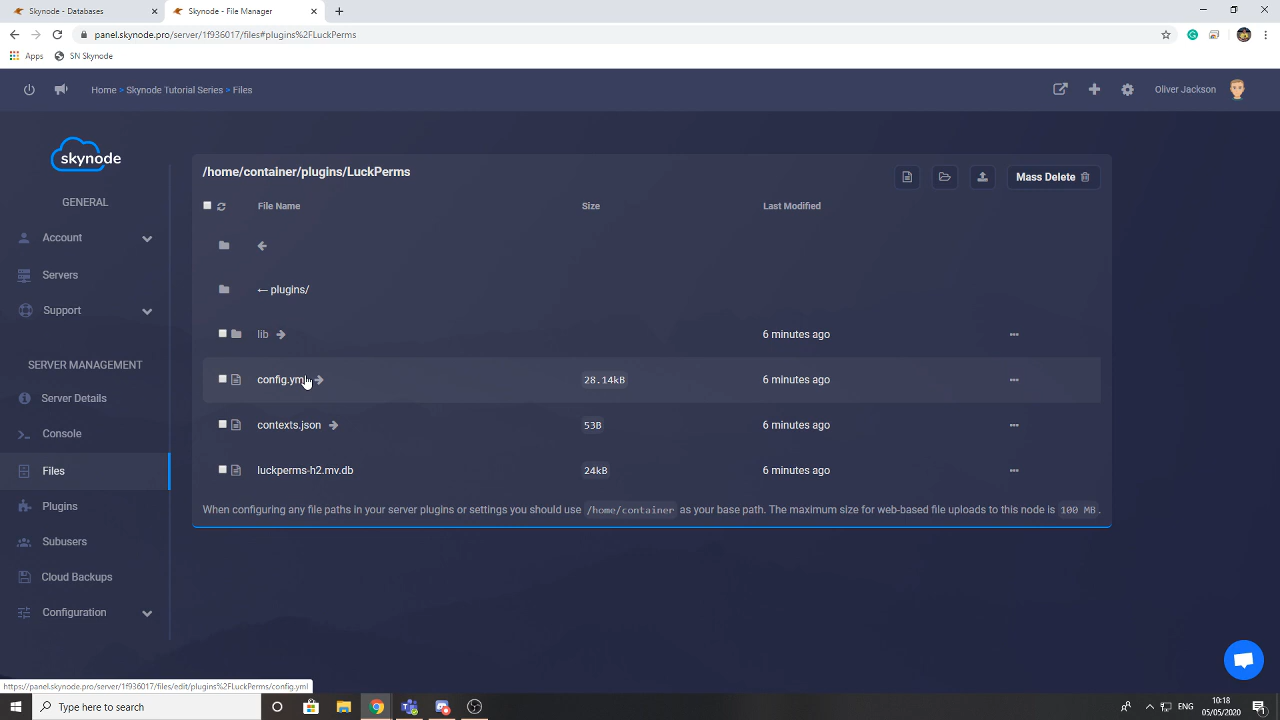 Skynode - Databases
Skynode - File Manager
panel.skynode.pro/server/1f936017/files#plugins%2FLuckPerms
Apps
SN Skynode
Home > Skynode Tutorial Series > Files
Oliver Jackson
skynode
GENERAL
Account
Servers
Support
SERVER MANAGEMENT
Server Details
Console
Files
Plugins
Subusers
Cloud Backups
Configuration
/home/container/plugins/LuckPerms
Mass Delete
File Name Size Last Modified
← plugins/
lib 6 minutes ago
config.yml 28.14kB 6 minutes ago
contexts.json 53B 6 minutes ago
luckperms-h2.mv.db 24kB 6 minutes ago
When configuring any file paths in your server plugins or settings you should use /home/container as your base path. The maximum size for web-based file uploads to this node is 100 MB.
https://panel.skynode.pro/server/1f936017/files/edit/plugins%2FLuckPerms/config.yml
Type here to search
ENG
10:18
05/05/2020